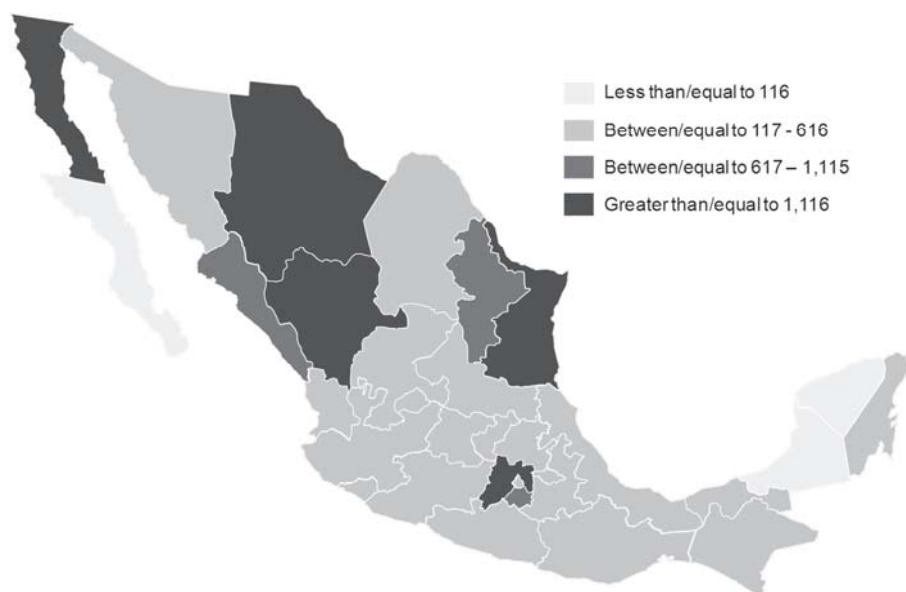 Less than/equal to 116
Between/equal to 117 - 616
Between/equal to 617 – 1,115
Greater than/equal to 1,116